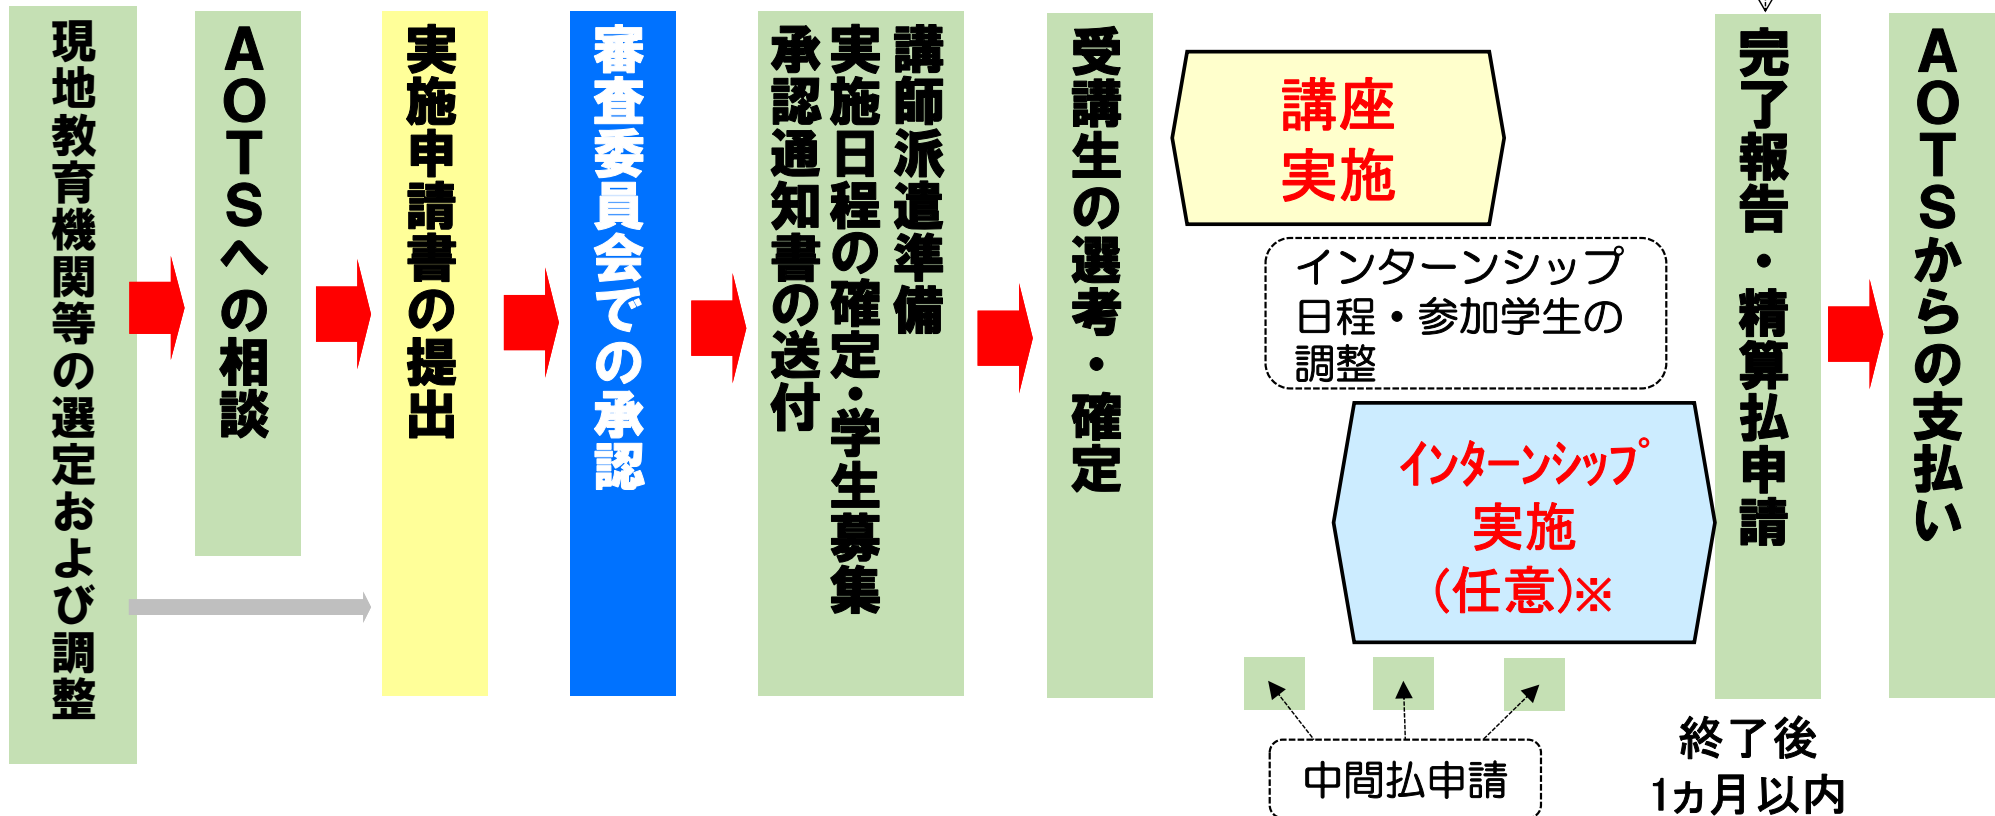 現地教育機関等の選定および調整
AOTSへの相談
実施申請書の提出
審査委員会での承認
講師派遣準備
実施日程の確定・学生募集
承認通知書の送付
受講生の選考・確定
講座
実施
インターンシップ
日程・参加学生の
調整
インターンシップ
実施
(任意)※
中間払申請
完了報告・精算払申請
終了後
1ヵ月以内
AOTSからの支払い